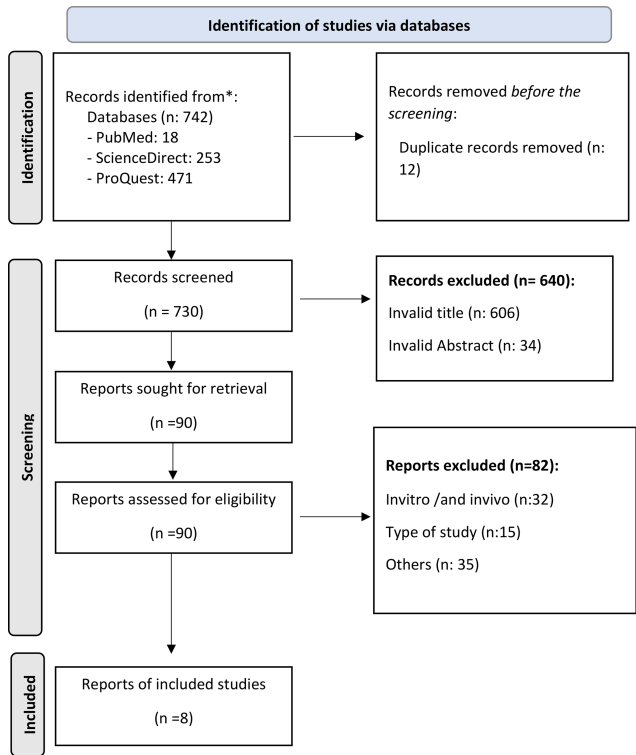 Identification of studies via databases
Identification
Records identified from*:
Databases (n: 742)
- PubMed: 18
- ScienceDirect: 253
- ProQuest: 471
Records removed before the
screening:
Duplicate records removed (n:
12)
Screening
Records screened
(n = 730)
Records excluded (n= 640):
Invalid title (n: 606)
Invalid Abstract (n: 34)
Reports sought for retrieval
(n =90)
Reports assessed for eligibility
(n =90)
Reports excluded (n=82):
Invitro /and invivo (n:32)
Type of study (n:15)
Others (n: 35)
Included
Reports of included studies
(n =8)